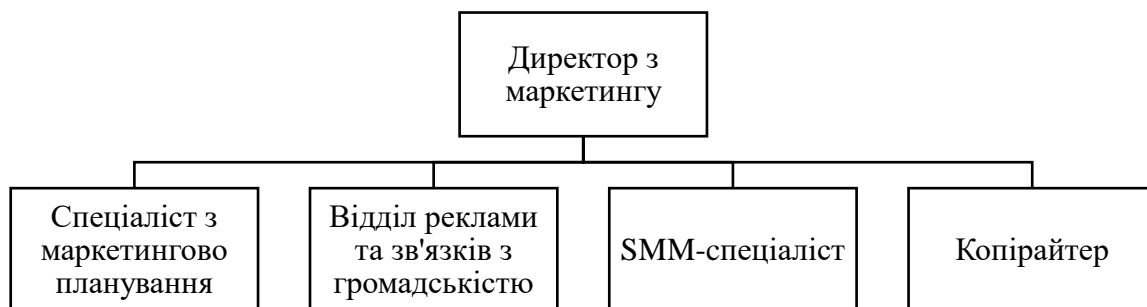 Директор з
маркетингу
Спеціаліст з
маркетингово
планування
Відділ реклами
та зв'язків з
громадськістю
SMM-спеціаліст
Копірайтер